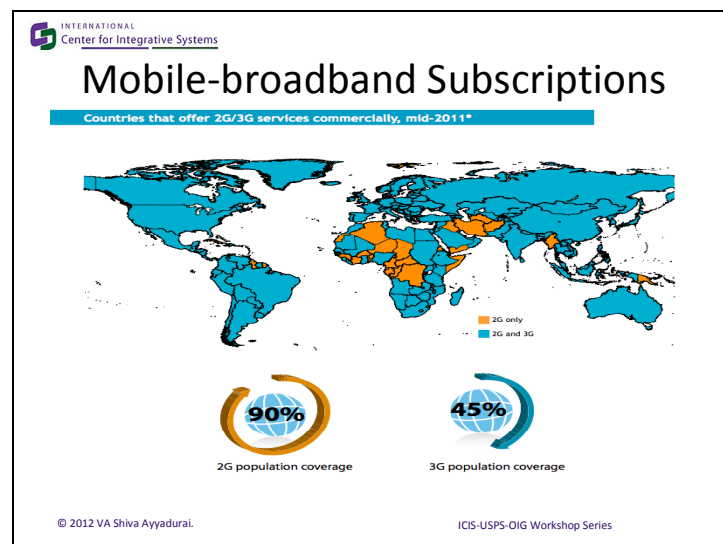 INTERNATIONAL
Center for Integrative Systems
Mobile-broadband Subscriptions
Countries that offer 2G/3G services commercially, mid-2011*
2G only
2G and 3G
90%
45%
2G population coverage
3G population coverage
© 2012 VA Shiva Ayyadurai.
ICIS-USPS-OIG Workshop Series